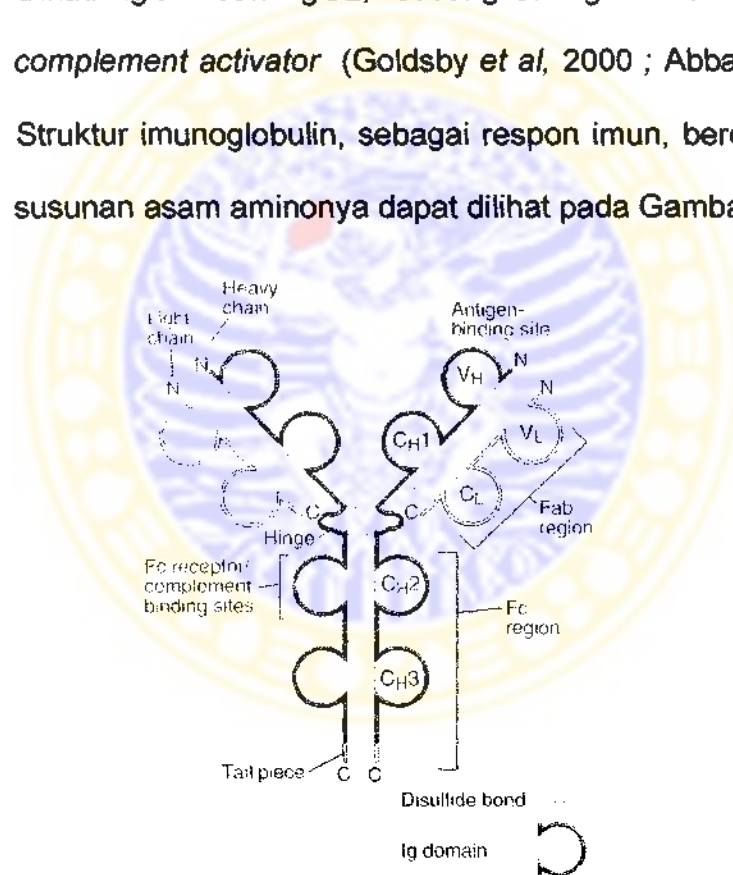 complement activator (Goldsby et al, 2000 ; Abba
Struktur imunoglobulin, sebagai respon imun, ber
susunan asam aminonya dapat dilihat pada Gamba
Heavy
chain
Light
chain
N
N
Antigen-
binding site
N
N
VH
VL
CH1
CL
C
C
Hinge
Fab
region
Fc receptor/
complement
binding sites
CH2
Fc
region
CH3
Tail piece
C C
Disulfide bond
Ig domain